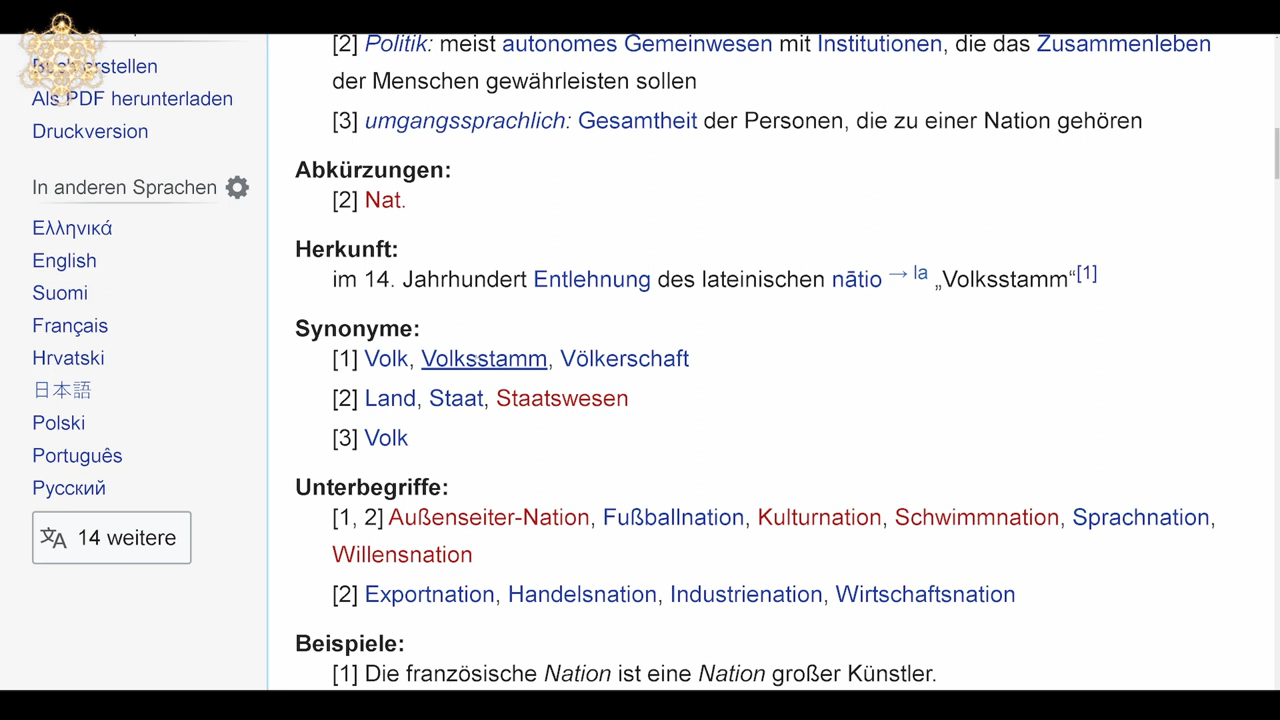 Buch erstellen
Als PDF herunterladen
Druckversion
In anderen Sprachen
Ελληνικά
English
Suomi
Français
Hrvatski
日本語
Polski
Português
Русский
14 weitere
[2] Politik: meist autonomes Gemeinwesen mit Institutionen, die das Zusammenleben
der Menschen gewährleisten sollen
[3] umgangssprachlich: Gesamtheit der Personen, die zu einer Nation gehören
Abkürzungen:
[2] Nat.
Herkunft:
im 14. Jahrhundert Entlehnung des lateinischen nātio → la „Volksstamm“[1]
Synonyme:
[1] Volk, Volksstamm, Völkerschaft
[2] Land, Staat, Staatswesen
[3] Volk
Unterbegriffe:
[1, 2] Außenseiter-Nation, Fußballnation, Kulturnation, Schwimmnation, Sprachnation,
Willensnation
[2] Exportnation, Handelsnation, Industrienation, Wirtschaftsnation
Beispiele:
[1] Die französische Nation ist eine Nation großer Künstler.